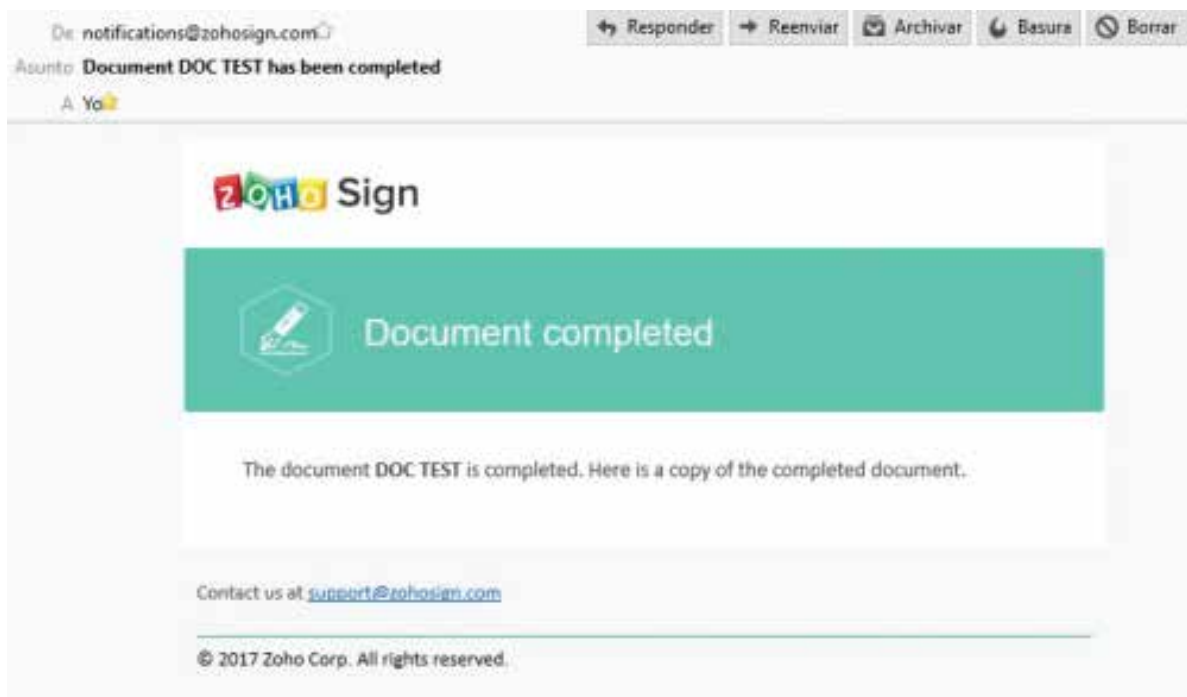 De notifications@zohosign.com
Responder Reenviar Archivar Basura Borrar
Asunto Document DOC TEST has been completed
A Yo
ZOHO Sign
Document completed
The document DOC TEST is completed. Here is a copy of the completed document.
Contact us at support@zohosign.com
© 2017 Zoho Corp. All rights reserved.